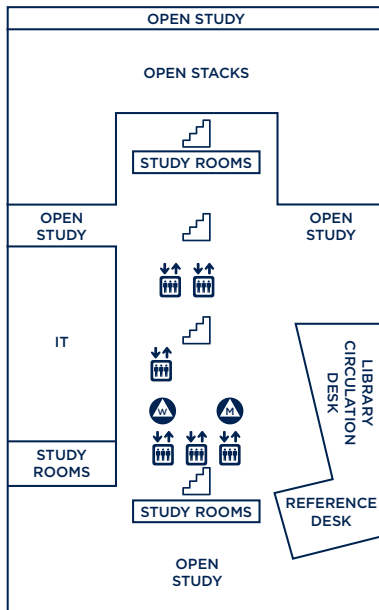 OPEN STUDY
OPEN STACKS
STUDY ROOMS
OPEN
STUDY
OPEN
STUDY
IT
LIBRARY
CIRCULATION
DESK
W
M
STUDY
ROOMS
STUDY ROOMS
REFERENCE
DESK
OPEN
STUDY